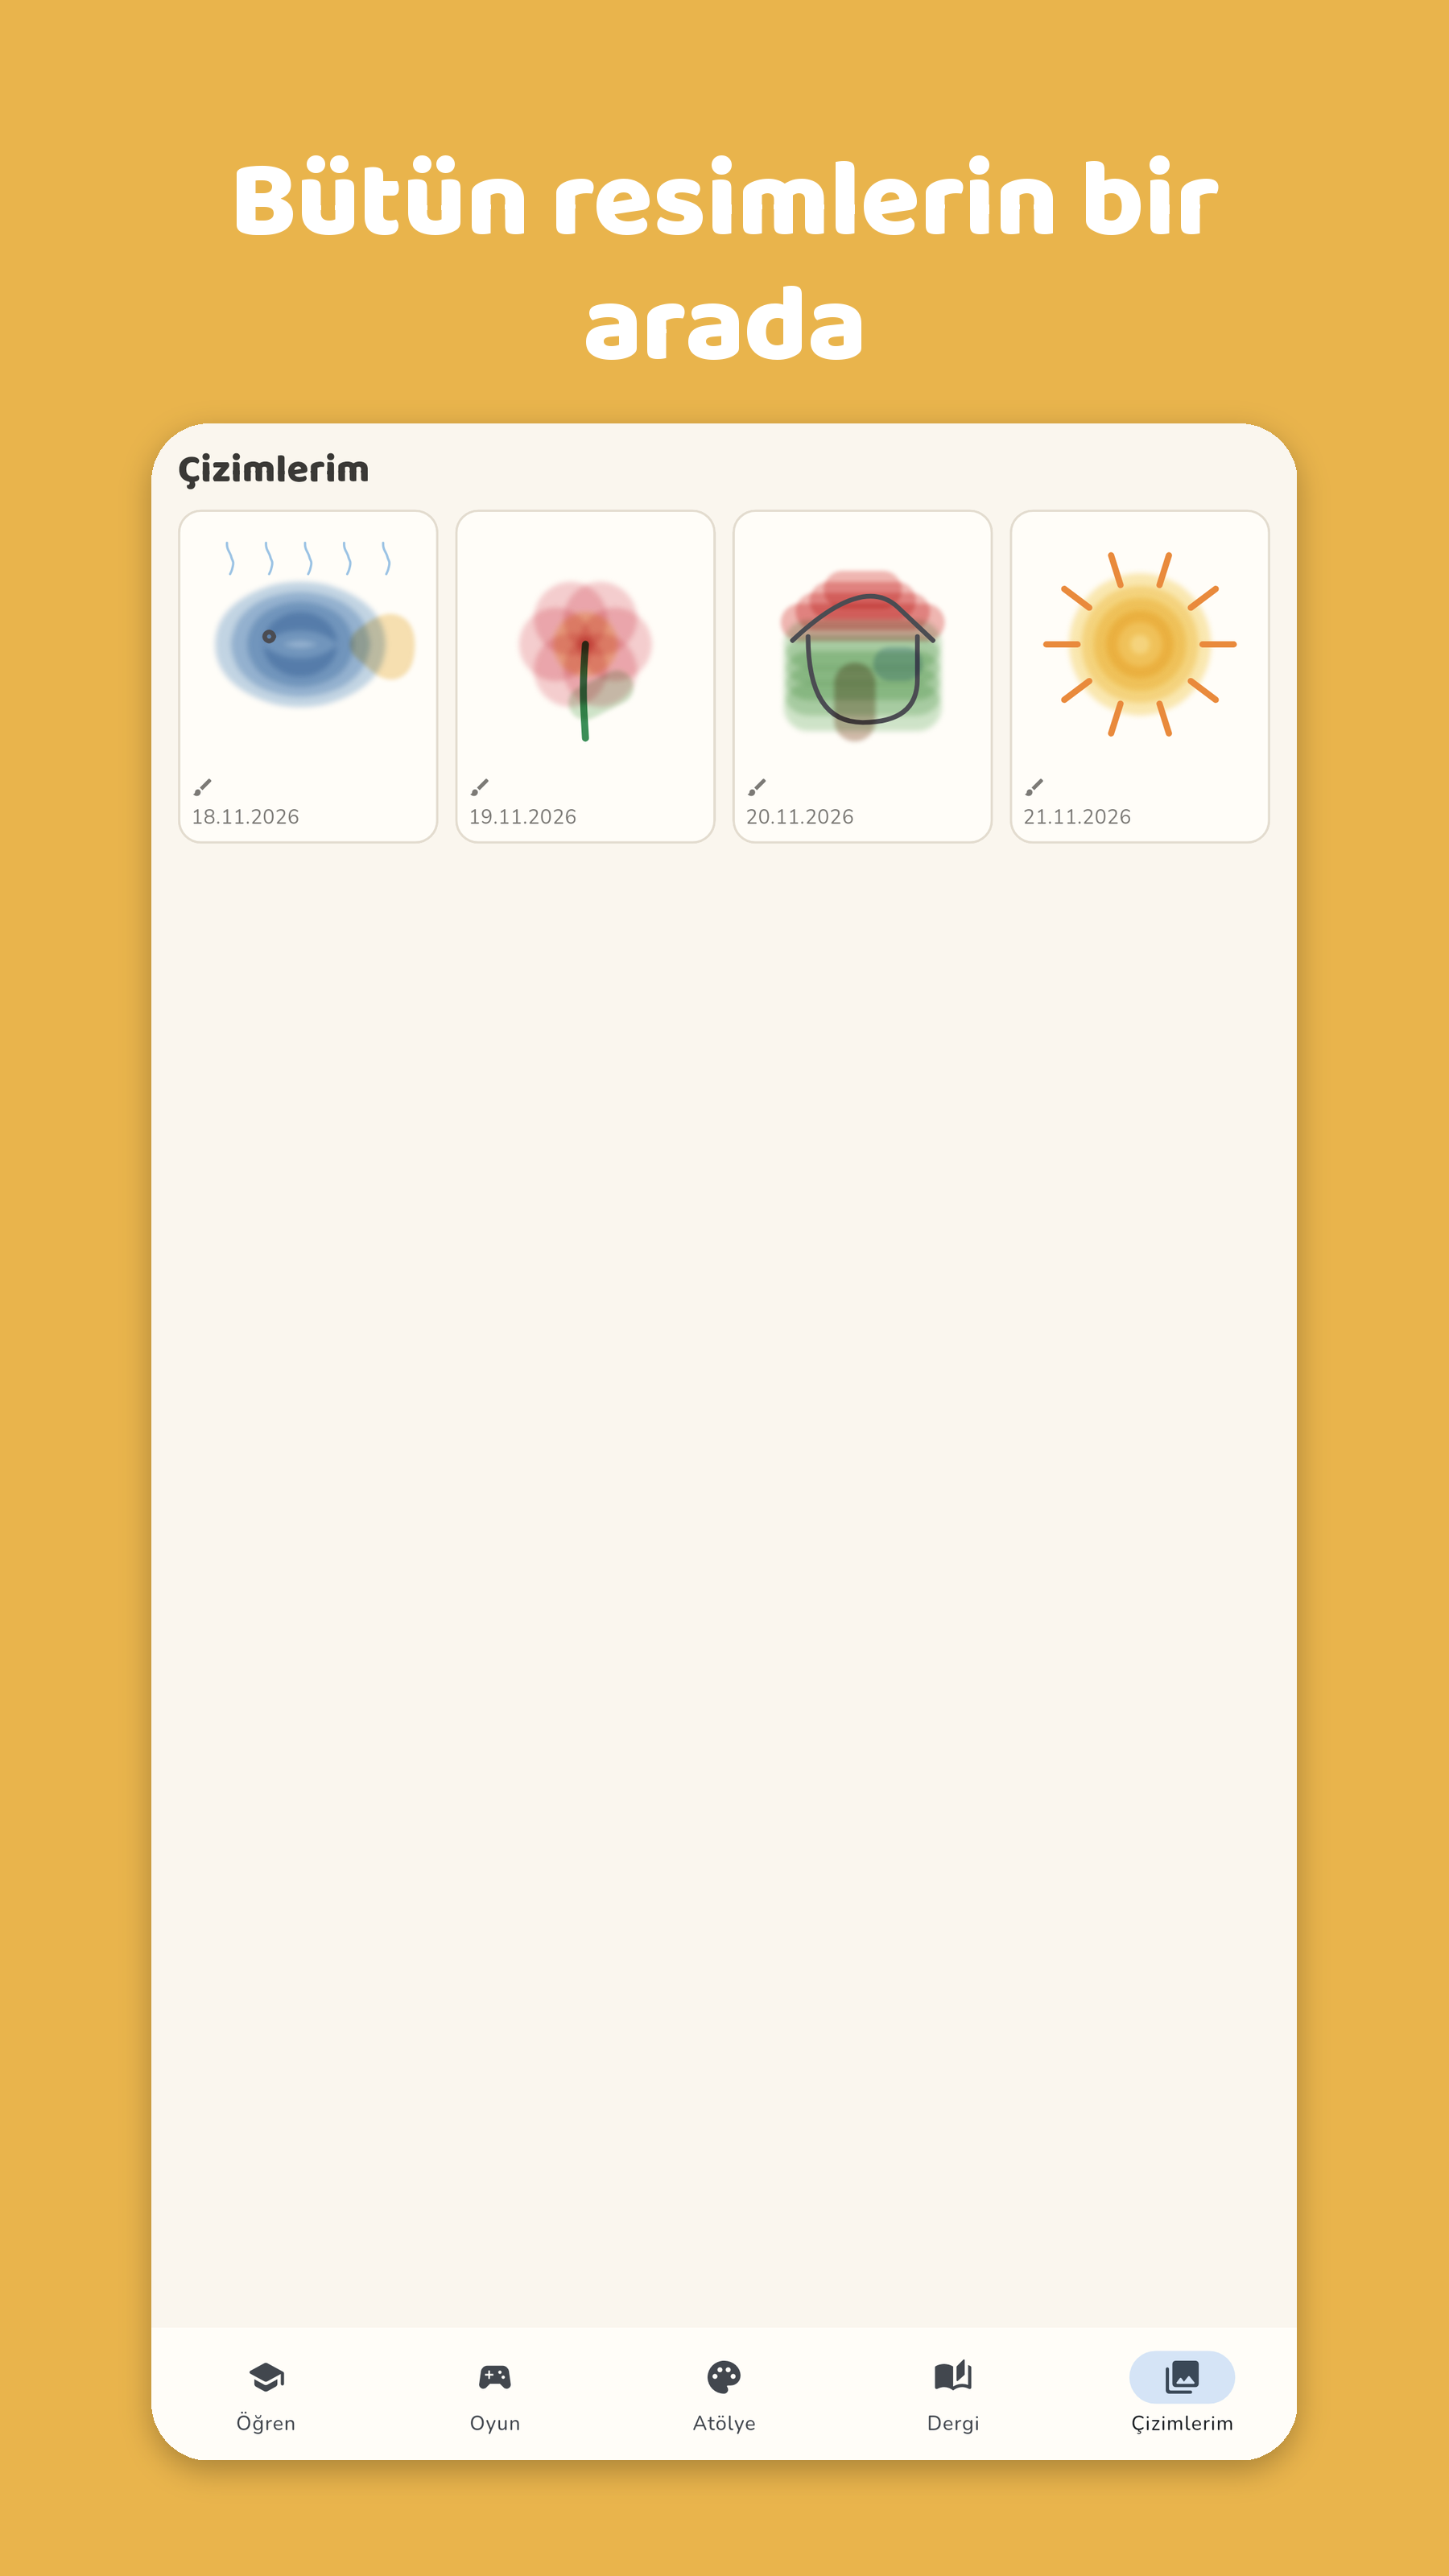 Bütün resimlerin bir
arada
Çizimlerim
18.11.2026
19.11.2026
20.11.2026
21.11.2026
Öğren
Oyun
Atölye
Dergi
Çizimlerim